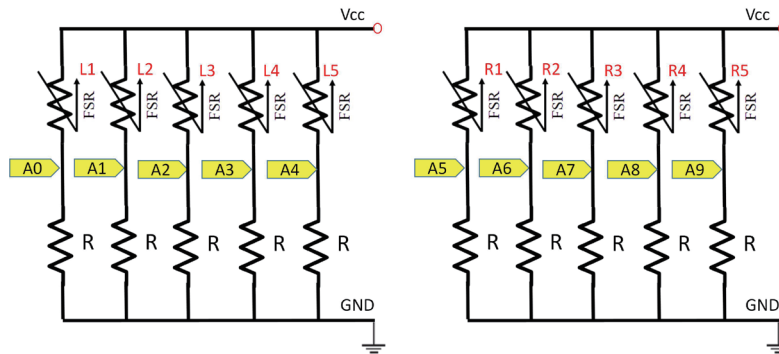 Vcc
L1 L2 L3 L4 L5
FSR FSR FSR FSR FSR
A0 A1 A2 A3 A4
R R R R R
GND
Vcc
R1 R2 R3 R4 R5
FSR FSR FSR FSR FSR
A5 A6 A7 A8 A9
R R R R R
GND